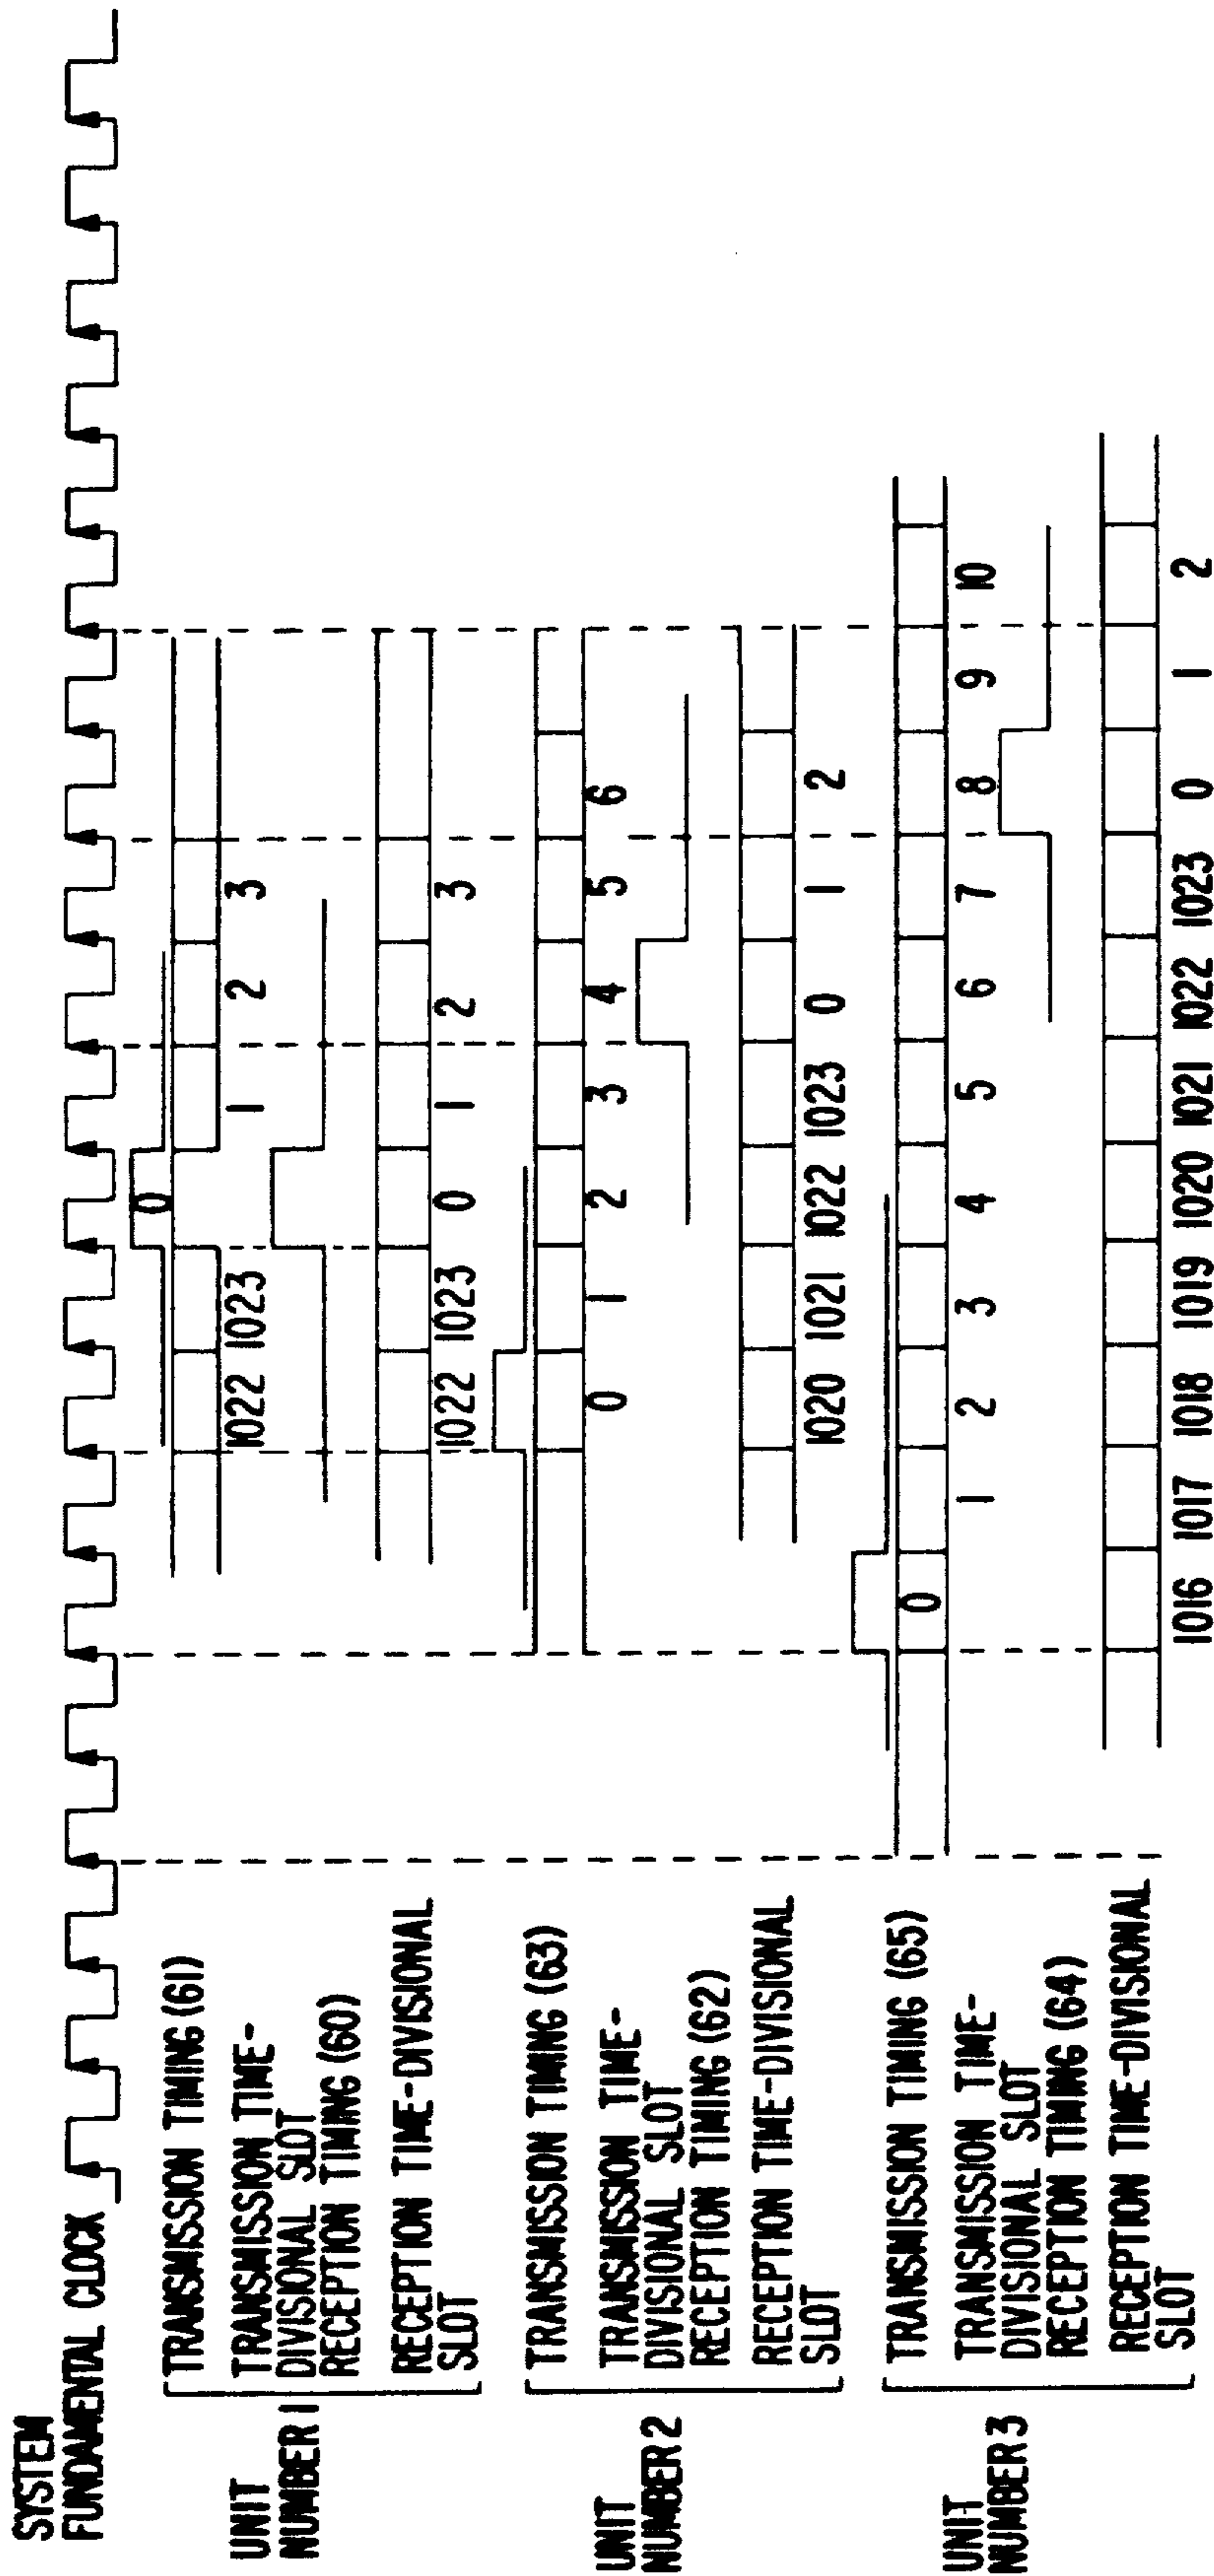 SYSTEM
FUNDAMENTAL CLOCK
UNIT
NUMBER 1
TRANSMISSION TIMING (61)
0
TRANSMISSION TIME-
DIVISIONAL SLOT
1022 1023 1 2 3
RECEPTION TIMING (60)
RECEPTION TIME-DIVISIONAL
SLOT
1022 1023 0 1 2 3
UNIT
NUMBER 2
TRANSMISSION TIMING (63)
TRANSMISSION TIME-
DIVISIONAL SLOT
0 1 2 3 4 5 6
RECEPTION TIMING (62)
RECEPTION TIME-DIVISIONAL
SLOT
1020 1021 1022 1023 0 1 2
UNIT
NUMBER 3
TRANSMISSION TIMING (65)
0
TRANSMISSION TIME-
DIVISIONAL SLOT
1 2 3 4 5 6 7 8 9 10
RECEPTION TIMING (64)
RECEPTION TIME-DIVISIONAL
SLOT
1016 1017 1018 1019 1020 1021 1022 1023 0 1 2